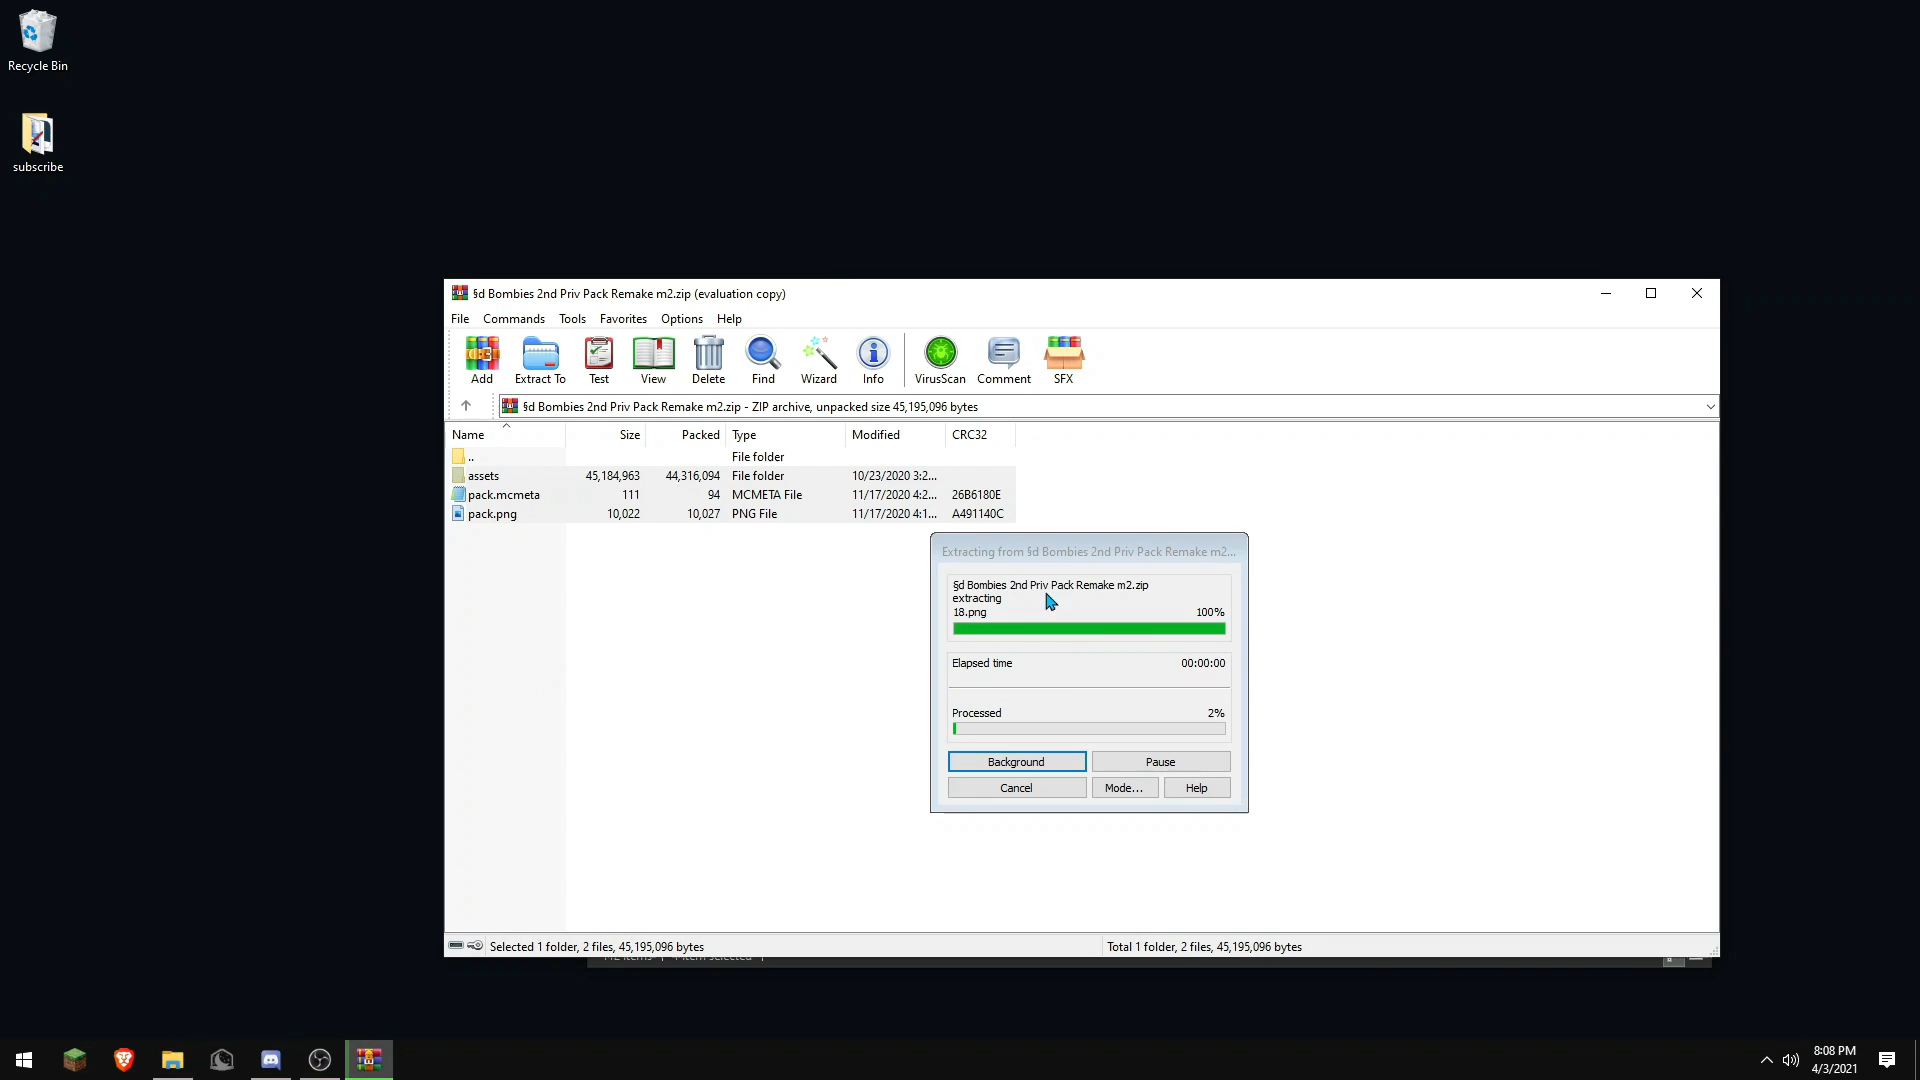 Recycle Bin
subscribe
§d Bombies 2nd Priv Pack Remake m2.zip (evaluation copy)
File Commands Tools Favorites Options Help
Add Extract To Test View Delete Find Wizard Info VirusScan Comment SFX
§d Bombies 2nd Priv Pack Remake m2.zip - ZIP archive, unpacked size 45,195,096 bytes
Name Size Packed Type Modified CRC32
.. File folder
assets 45,184,963 44,316,094 File folder 10/23/2020 3:2...
pack.mcmeta 111 94 MCMETA File 11/17/2020 4:2... 26B6180E
pack.png 10,022 10,027 PNG File 11/17/2020 4:1... A491140C
Extracting from §d Bombies 2nd Priv Pack Remake m2...
§d Bombies 2nd Priv Pack Remake m2.zip
extracting
18.png 100%
Elapsed time 00:00:00
Processed 2%
Background Pause
Cancel Mode... Help
Selected 1 folder, 2 files, 45,195,096 bytes Total 1 folder, 2 files, 45,195,096 bytes
8:08 PM
4/3/2021